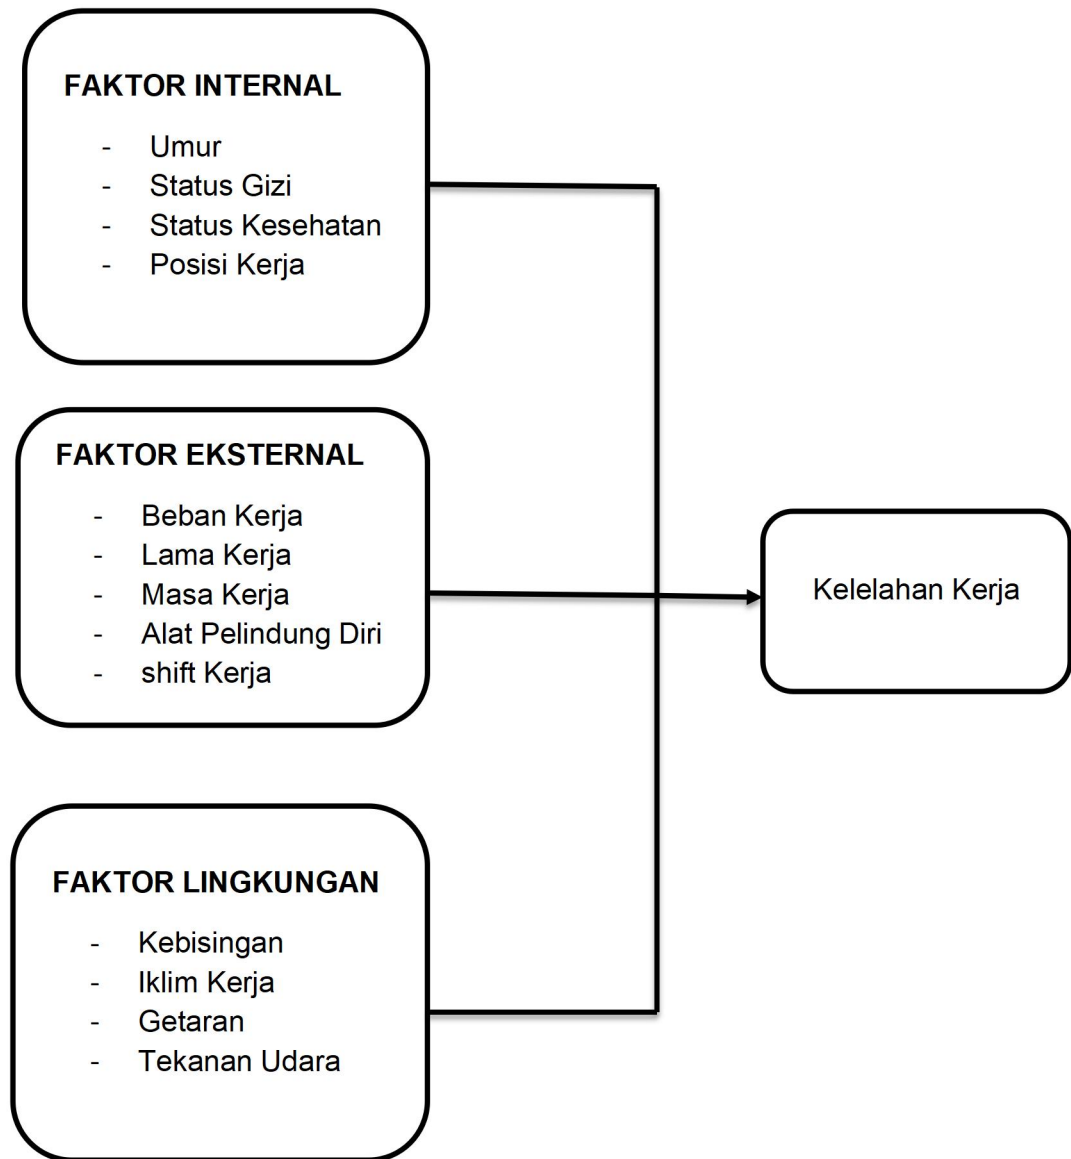 FAKTOR INTERNAL
- Umur
- Status Gizi
- Status Kesehatan
- Posisi Kerja
FAKTOR EKSTERNAL
- Beban Kerja
- Lama Kerja
- Masa Kerja
- Alat Pelindung Diri
- shift Kerja
Kelelahan Kerja
FAKTOR LINGKUNGAN
- Kebisingan
- Iklim Kerja
- Getaran
- Tekanan Udara